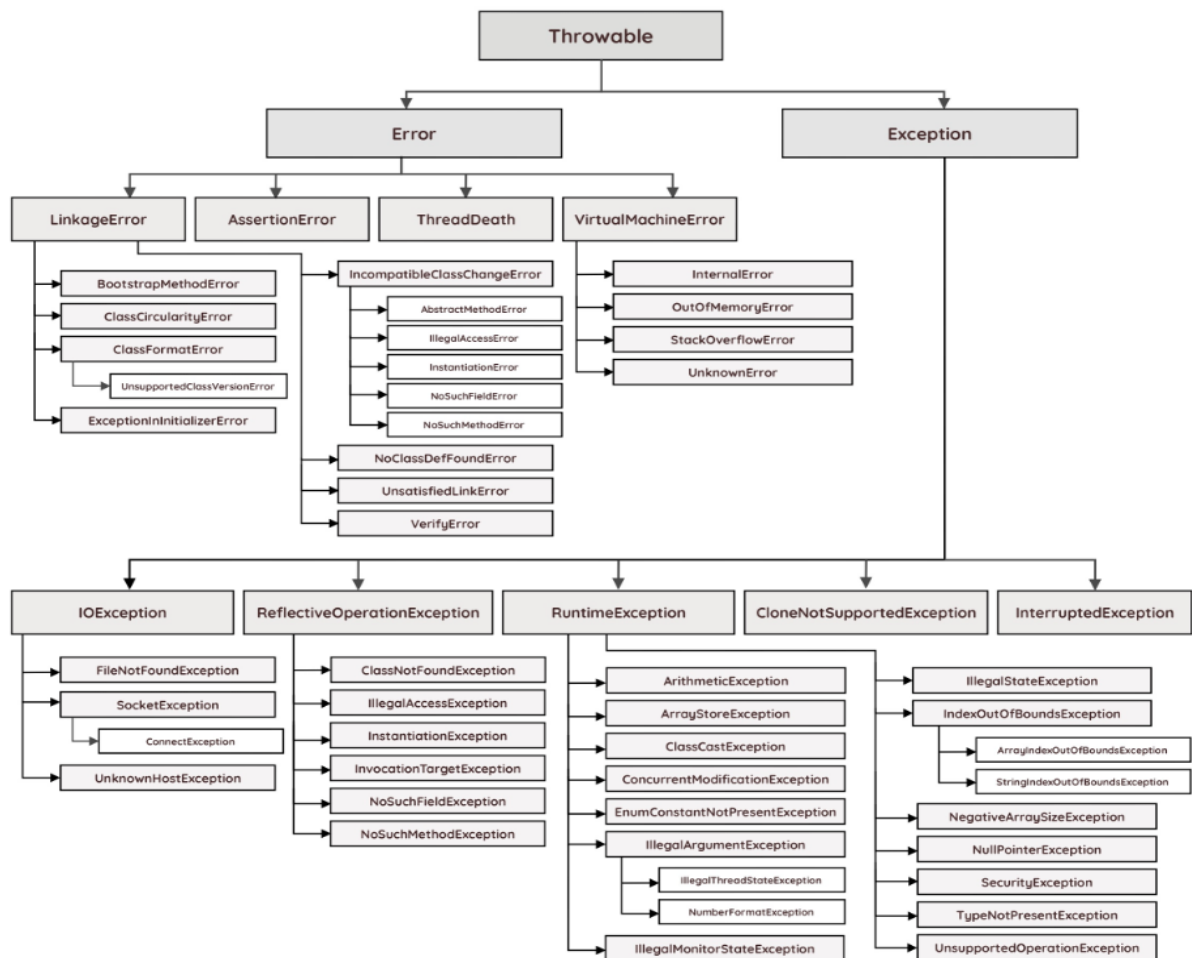 Throwable
Error
Exception
LinkageError
AssertionError
ThreadDeath
VirtualMachineError
BootstrapMethodError
ClassCircularityError
ClassFormatError
UnsupportedClassVersionError
ExceptionInInitializerError
IncompatibleClassChangeError
AbstractMethodError
IllegalAccessError
InstantiationError
NoSuchFieldError
NoSuchMethodError
NoClassDefFoundError
UnsatisfiedLinkError
VerifyError
InternalError
OutOfMemoryError
StackOverflowError
UnknownError
IOException
ReflectiveOperationException
RuntimeException
CloneNotSupportedException
InterruptedException
FileNotFoundException
SocketException
ConnectException
UnknownHostException
ClassNotFoundException
IllegalAccessException
InstantiationException
InvocationTargetException
NoSuchFieldException
NoSuchMethodException
ArithmeticException
ArrayStoreException
ClassCastException
ConcurrentModificationException
EnumConstantNotPresentException
IllegalArgumentException
IllegalThreadStateException
NumberFormatException
IllegalMonitorStateException
IllegalStateException
IndexOutOfBoundsException
ArrayIndexOutOfBoundsException
StringIndexOutOfBoundsException
NegativeArraySizeException
NullPointerException
SecurityException
TypeNotPresentException
UnsupportedOperationException